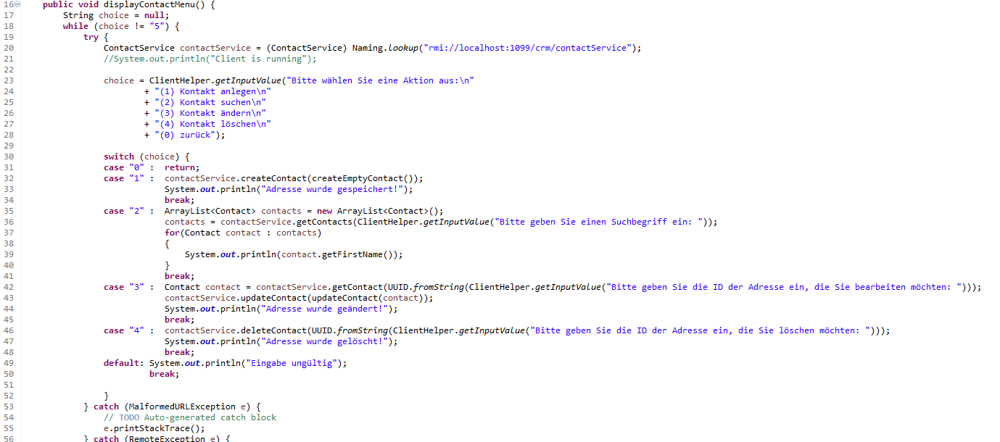 16 public void displayContactMenu() {
17 String choice = null;
18 while (choice != "5") {
19 try {
20 ContactService contactService = (ContactService) Naming.lookup("rmi://localhost:1099/crm/contactService");
21 //System.out.println("Client is running");
22
23 choice = ClientHelper.getInputValue("Bitte wählen Sie eine Aktion aus:\n"
24 + "(1) Kontakt anlegen\n"
25 + "(2) Kontakt suchen\n"
26 + "(3) Kontakt ändern\n"
27 + "(4) Kontakt löschen\n"
28 + "(0) zurück");
29
30 switch (choice) {
31 case "0" : return;
32 case "1" : contactService.createContact(createEmptyContact());
33 System.out.println("Adresse wurde gespeichert!");
34 break;
35 case "2" : ArrayList<Contact> contacts = new ArrayList<Contact>();
36 contacts = contactService.getContacts(ClientHelper.getInputValue("Bitte geben Sie einen Suchbegriff ein: "));
37 for(Contact contact : contacts)
38 {
39 System.out.println(contact.getFirstName());
40 }
41 break;
42 case "3" : Contact contact = contactService.getContact(UUID.fromString(ClientHelper.getInputValue("Bitte geben Sie die ID der Adresse ein, die Sie bearbeiten möchten: ")));
43 contactService.updateContact(updateContact(contact));
44 System.out.println("Adresse wurde geändert!");
45 break;
46 case "4" : contactService.deleteContact(UUID.fromString(ClientHelper.getInputValue("Bitte geben Sie die ID der Adresse ein, die Sie löschen möchten: ")));
47 System.out.println("Adresse wurde gelöscht!");
48 break;
49 default: System.out.println("Eingabe ungültig");
50 break;
51
52 }
53 } catch (MalformedURLException e) {
54 // TODO Auto-generated catch block
55 e.printStackTrace();
56 } catch (RemoteException e) {